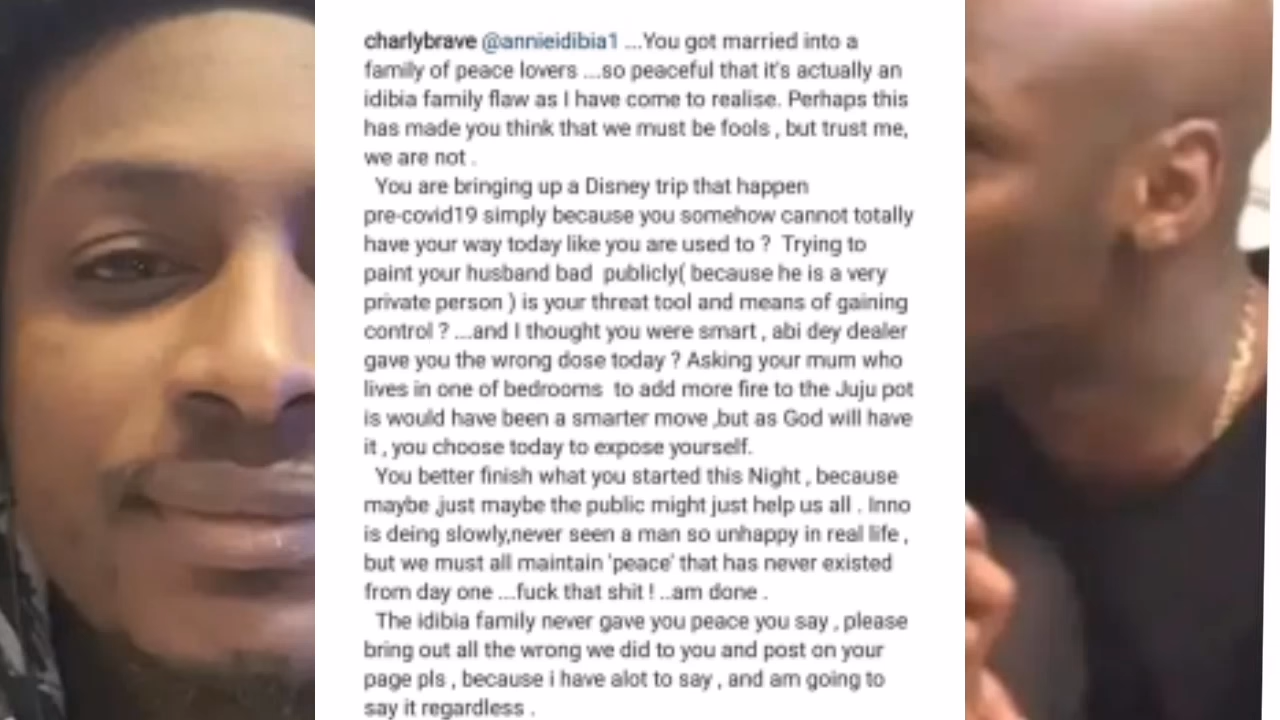 charlybrave @annieidibia1 ...You got married into a
family of peace lovers ...so peaceful that it's actually an
idibia family flaw as I have come to realise. Perhaps this
has made you think that we must be fools , but trust me,
we are not .
You are bringing up a Disney trip that happen
pre-covid19 simply because you somehow cannot totally
have your way today like you are used to ? Trying to
paint your husband bad publicly( because he is a very
private person ) is your threat tool and means of gaining
control ? ...and I thought you were smart , abi dey dealer
gave you the wrong dose today ? Asking your mum who
lives in one of bedrooms to add more fire to the Juju pot
is would have been a smarter move ,but as God will have
it , you choose today to expose yourself.
You better finish what you started this Night , because
maybe ,just maybe the public might just help us all . Inno
is deing slowly,never seen a man so unhappy in real life ,
but we must all maintain 'peace' that has never existed
from day one ...fuck that shit ! ..am done .
The idibia family never gave you peace you say , please
bring out all the wrong we did to you and post on your
page pls , because i have alot to say , and am going to
say it regardless .